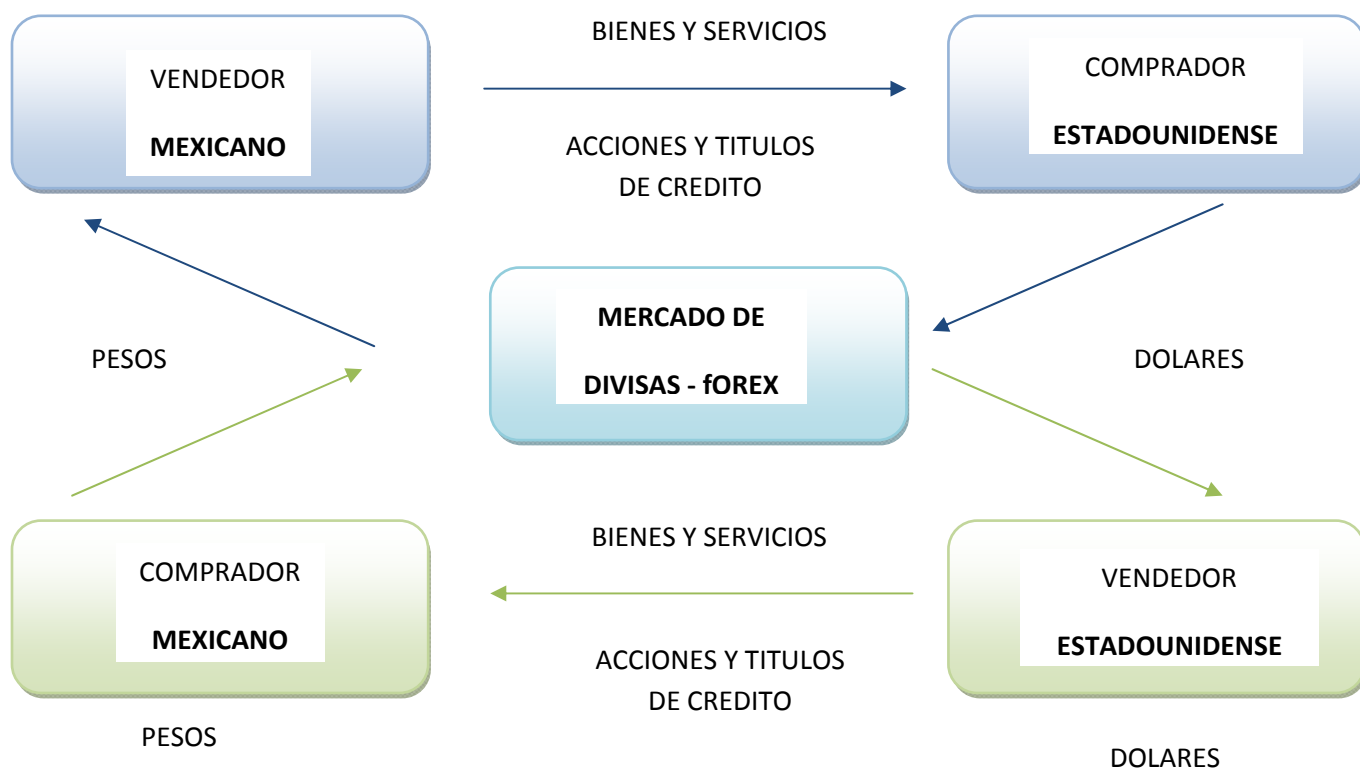 BIENES Y SERVICIOS
VENDEDOR
MEXICANO
COMPRADOR
ESTADOUNIDENSE
ACCIONES Y TITULOS
DE CREDITO
MERCADO DE
DIVISAS - fOREX
PESOS
DOLARES
BIENES Y SERVICIOS
COMPRADOR
MEXICANO
VENDEDOR
ESTADOUNIDENSE
ACCIONES Y TITULOS
DE CREDITO
PESOS
DOLARES